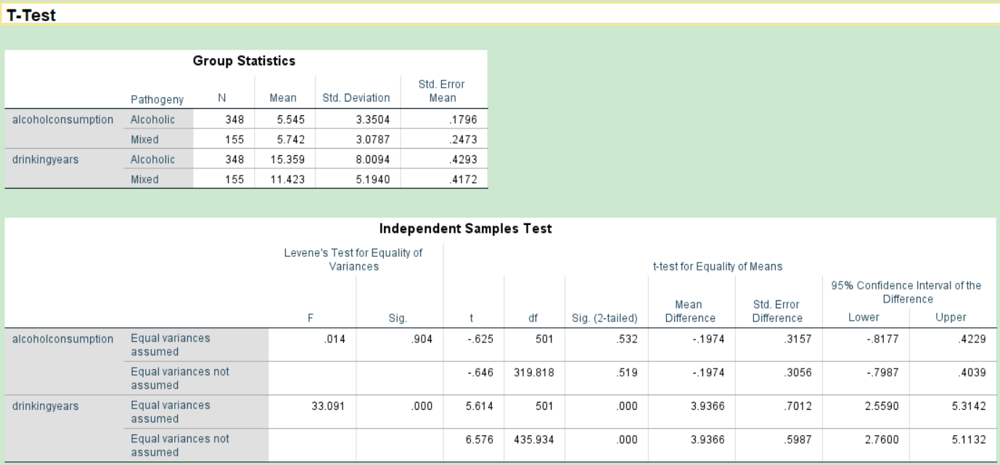 T-Test
Group Statistics
Pathogeny N Mean Std. Deviation Std. Error Mean
alcoholconsumption Alcoholic 348 5.545 3.3504 .1796
Mixed 155 5.742 3.0787 .2473
drinkingyears Alcoholic 348 15.359 8.0094 .4293
Mixed 155 11.423 5.1940 .4172
Independent Samples Test
Levene's Test for Equality of Variances t-test for Equality of Means
95% Confidence Interval of the Difference
F Sig. t df Sig. (2-tailed) Mean Difference Std. Error Difference Lower Upper
alcoholconsumption Equal variances assumed .014 .904 -.625 501 .532 -.1974 .3157 -.8177 .4229
Equal variances not assumed -.646 319.818 .519 -.1974 .3056 -.7987 .4039
drinkingyears Equal variances assumed 33.091 .000 5.614 501 .000 3.9366 .7012 2.5590 5.3142
Equal variances not assumed 6.576 435.934 .000 3.9366 .5987 2.7600 5.1132